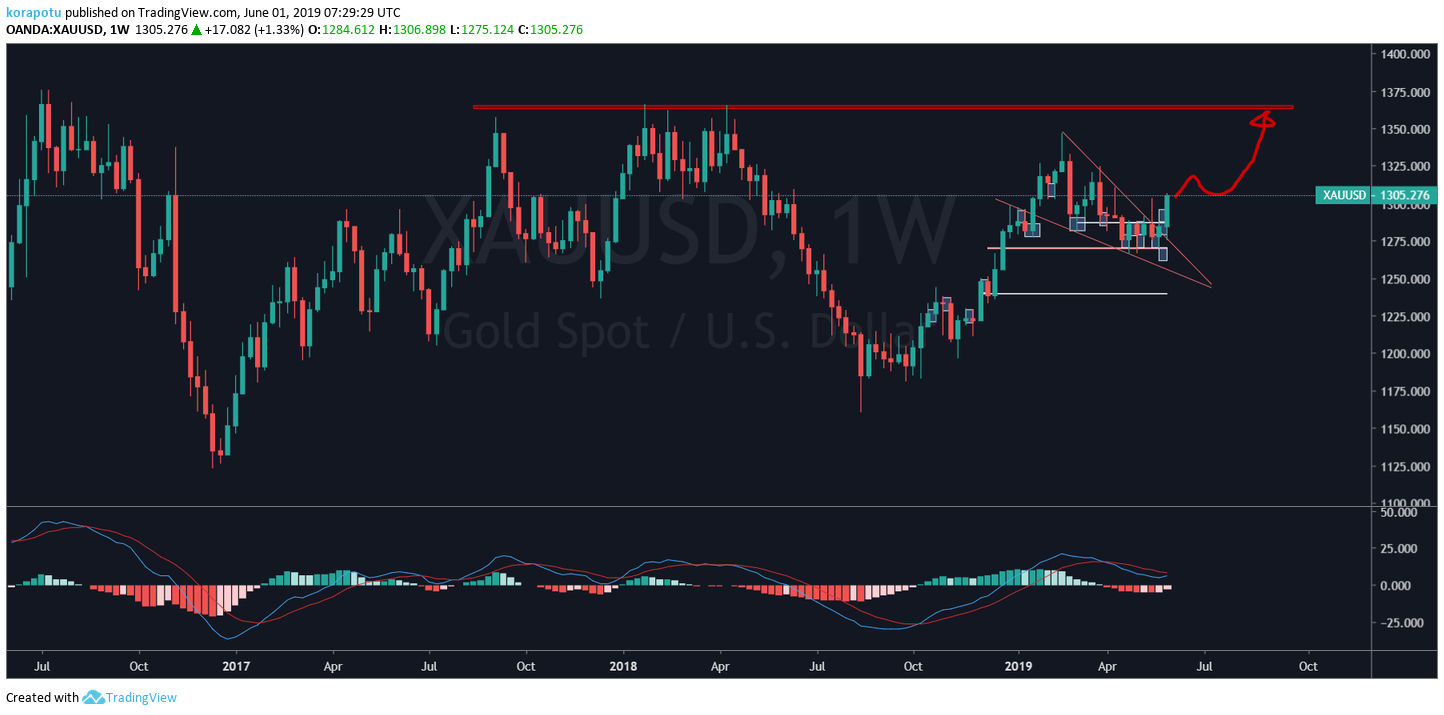 korapotu published on TradingView.com, June 01, 2019 07:29:29 UTC
OANDA:XAUUSD, 1W 1305.276 ▲ +17.082 (+1.33%) O:1284.612 H:1306.898 L:1275.124 C:1305.276
1400.000
1375.000
1350.000
1325.000
XAUUSD 1305.276
1300.000
1275.000
1250.000
1225.000
1200.000
1175.000
1150.000
1125.000
1100.000
XAUUSD, 1W
Gold Spot / U.S. Dollar
50.000
25.000
0.000
−25.000
Jul Oct 2017 Apr Jul Oct 2018 Apr Jul Oct 2019 Apr Jul Oct
Created with TradingView